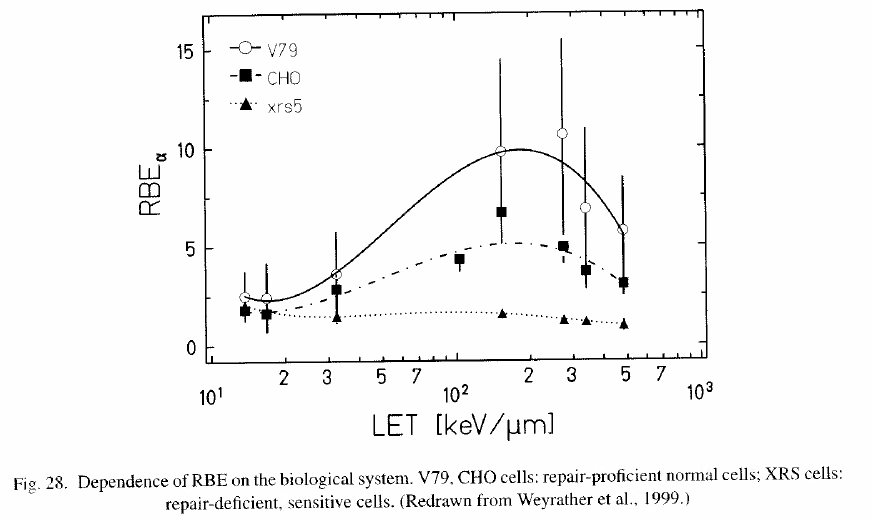 15
10
5
0
RBEα
V79
CHO
xrs5
2 3 5 7 2 3 5 7
10¹ 10² 10³
LET [keV/μm]
Fig. 28. Dependence of RBE on the biological system. V79, CHO cells: repair-proficient normal cells; XRS cells:
repair-deficient, sensitive cells. (Redrawn from Weyrather et al., 1999.)